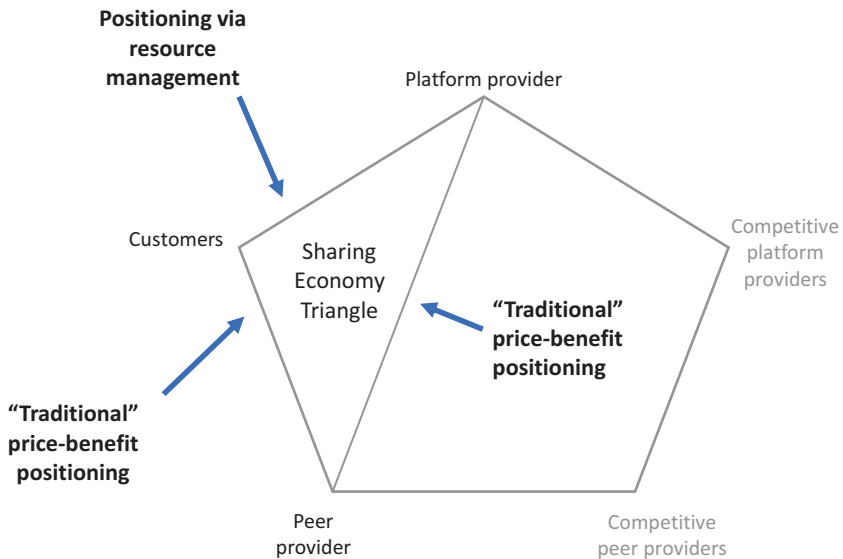 Positioning via
resource
management
Platform provider
Customers
Sharing
Economy
Triangle
Competitive
platform
providers
“Traditional”
price-benefit
positioning
“Traditional”
price-benefit
positioning
Peer
provider
Competitive
peer providers